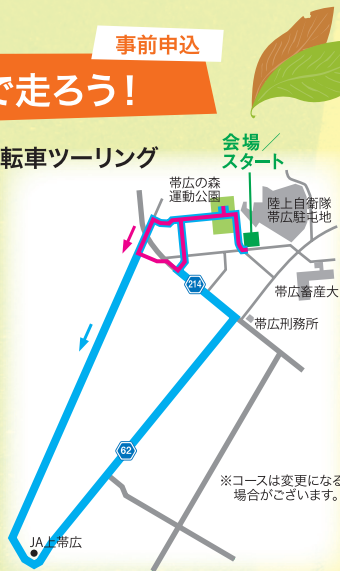 事前申込
で走ろう！
転車ツーリング
会場／
スタート
帯広の森
運動公園
陸上自衛隊
帯広駐屯地
帯広畜産大
214
帯広刑務所
62
※コースは変更になる
場合がございます。
JA上帯広